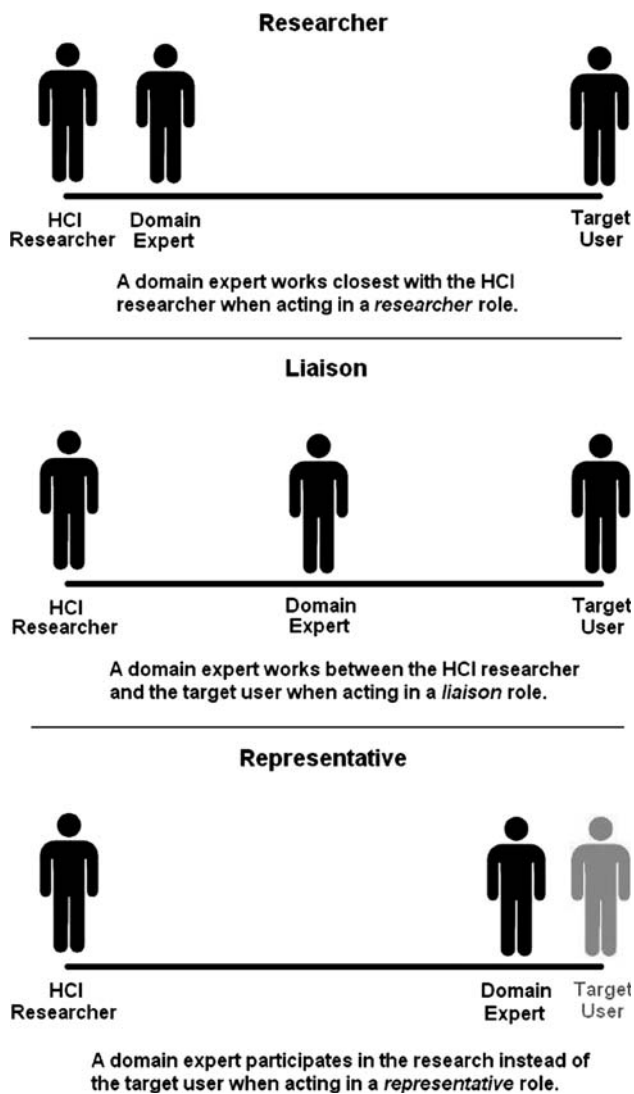 Researcher
HCI
Researcher
Domain
Expert
Target
User
A domain expert works closest with the HCI
researcher when acting in a researcher role.
Liaison
HCI
Researcher
Domain
Expert
Target
User
A domain expert works between the HCI researcher
and the target user when acting in a liaison role.
Representative
HCI
Researcher
Domain
Expert
Target
User
A domain expert participates in the research instead of
the target user when acting in a representative role.